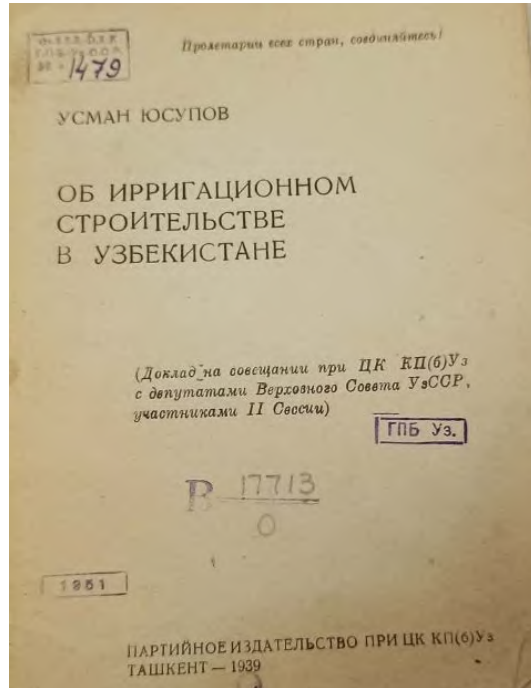 1479
Пролетарии всех стран, соединяйтесь!
УСМАН ЮСУПОВ
ОБ ИРРИГАЦИОННОМ
СТРОИТЕЛЬСТВЕ
В УЗБЕКИСТАНЕ
(Доклад на совещании при ЦК КП(б)Уз
с депутатами Верховного Совета УзССР,
участниками II Сессии)
ГПБ Уз.
В 17713
0
1951
ПАРТИЙНОЕ ИЗДАТЕЛЬСТВО ПРИ ЦК КП(б)Уз
ТАШКЕНТ — 1939